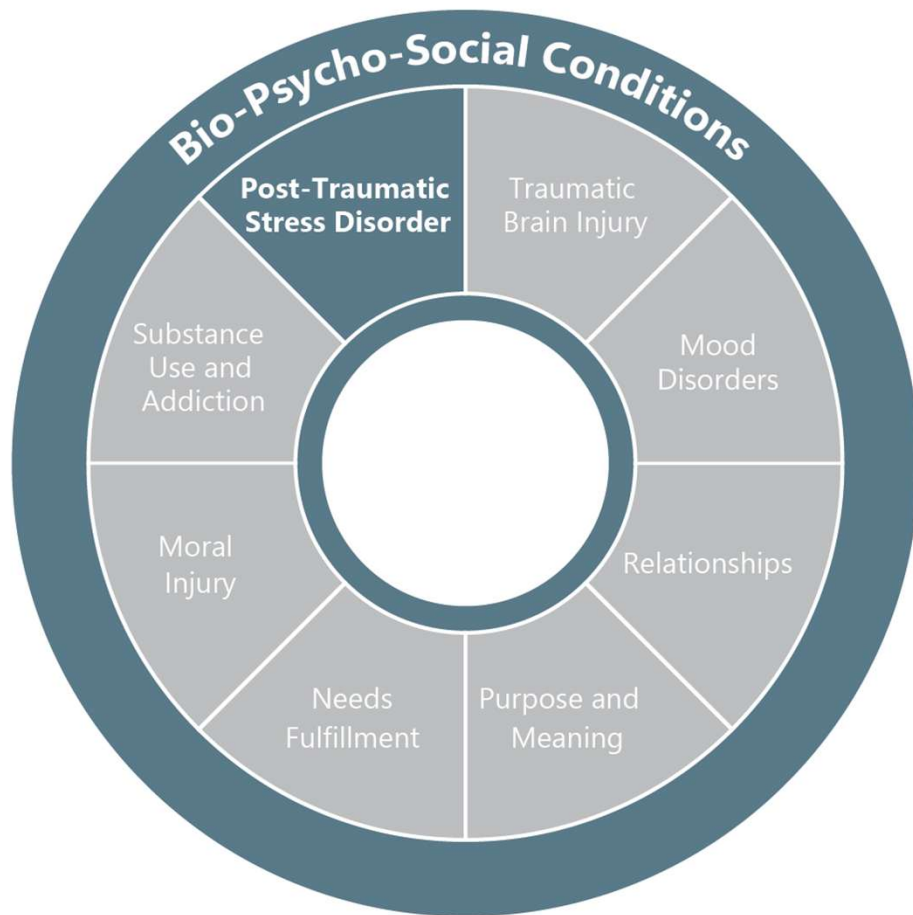 Bio-Psycho-Social Conditions
Post-Traumatic
Stress Disorder
Traumatic
Brain Injury
Mood
Disorders
Relationships
Purpose and
Meaning
Needs
Fulfillment
Moral
Injury
Substance
Use and
Addiction